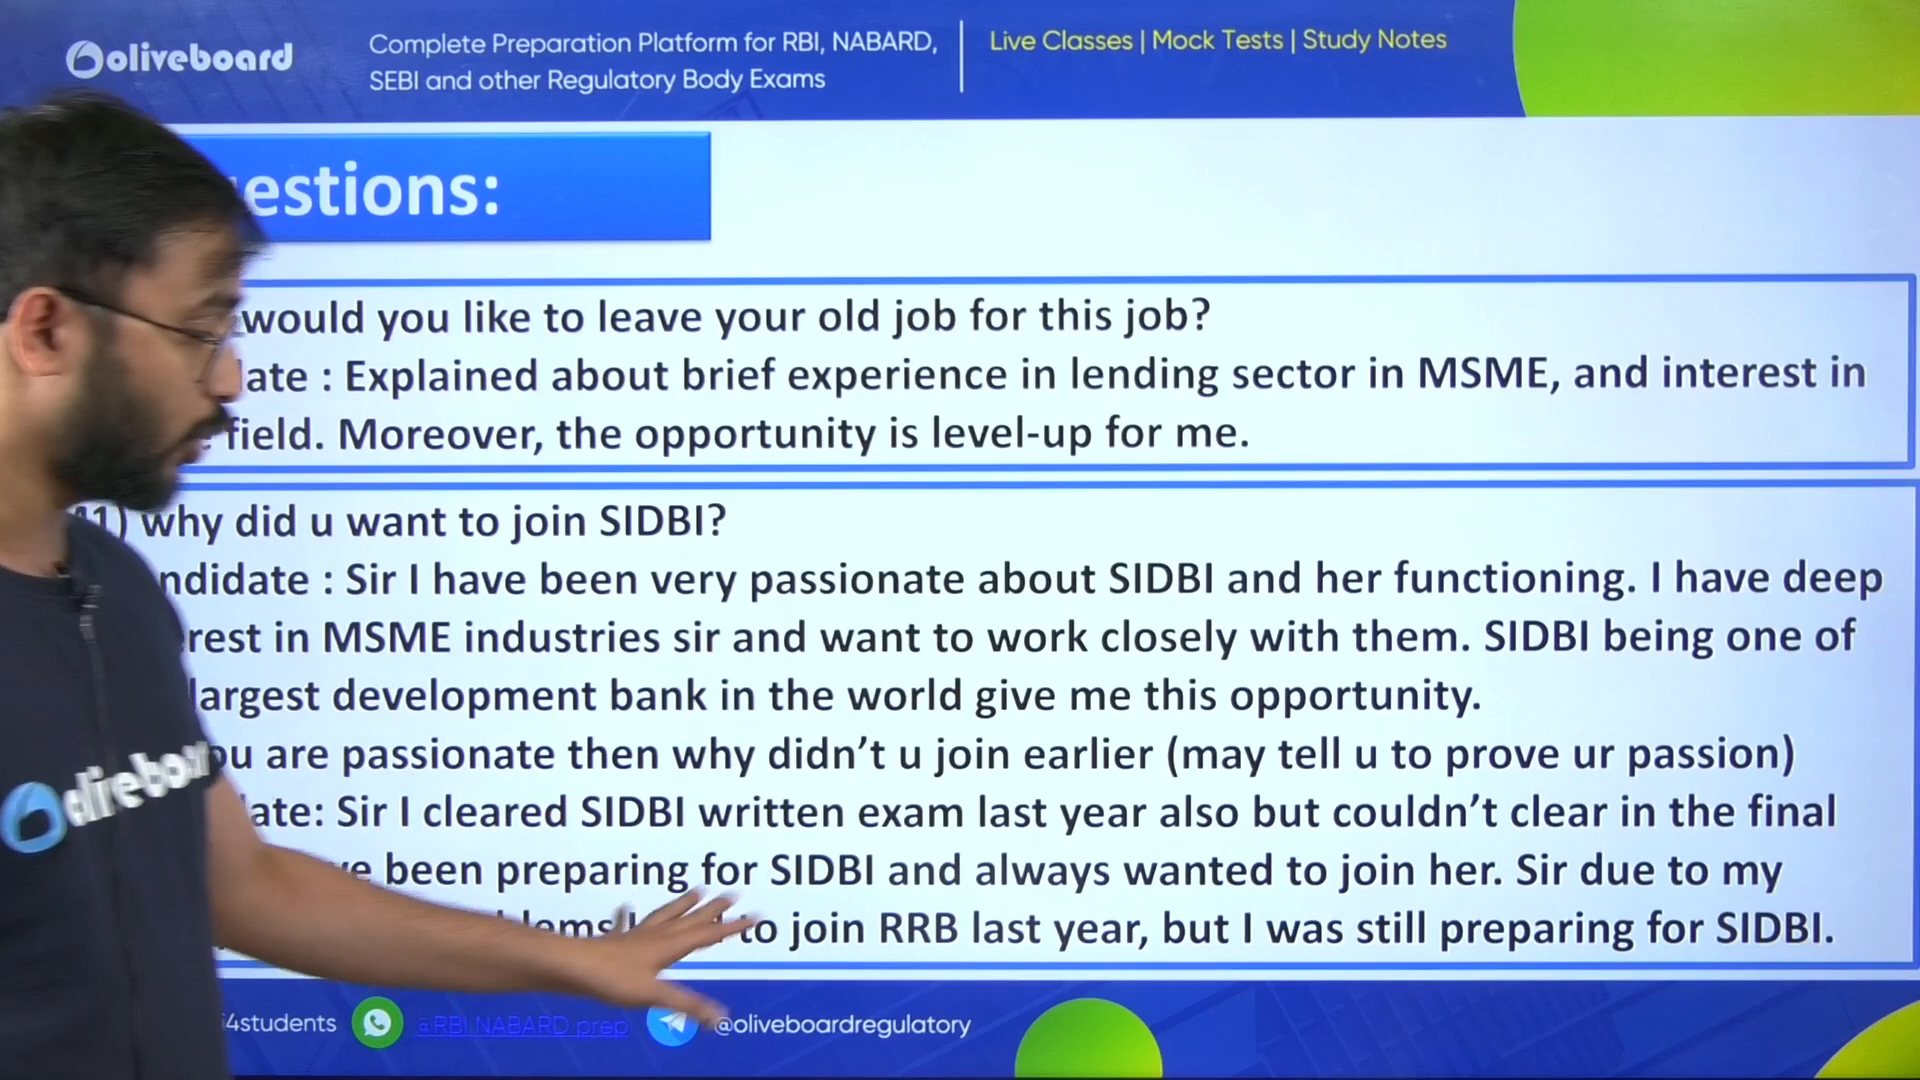 oliveboard
Complete Preparation Platform for RBI, NABARD,
SEBI and other Regulatory Body Exams
Live Classes | Mock Tests | Study Notes
estions:
would you like to leave your old job for this job?
ate : Explained about brief experience in lending sector in MSME, and interest in
field. Moreover, the opportunity is level-up for me.
1) why did u want to join SIDBI?
ndidate : Sir I have been very passionate about SIDBI and her functioning. I have deep
rest in MSME industries sir and want to work closely with them. SIDBI being one of
largest development bank in the world give me this opportunity.
ou are passionate then why didn't u join earlier (may tell u to prove ur passion)
ate: Sir I cleared SIDBI written exam last year also but couldn't clear in the final
e been preparing for SIDBI and always wanted to join her. Sir due to my
to join RRB last year, but I was still preparing for SIDBI.
oliveboar
i4students
@RBI.NABARD.prep
@oliveboardregulatory